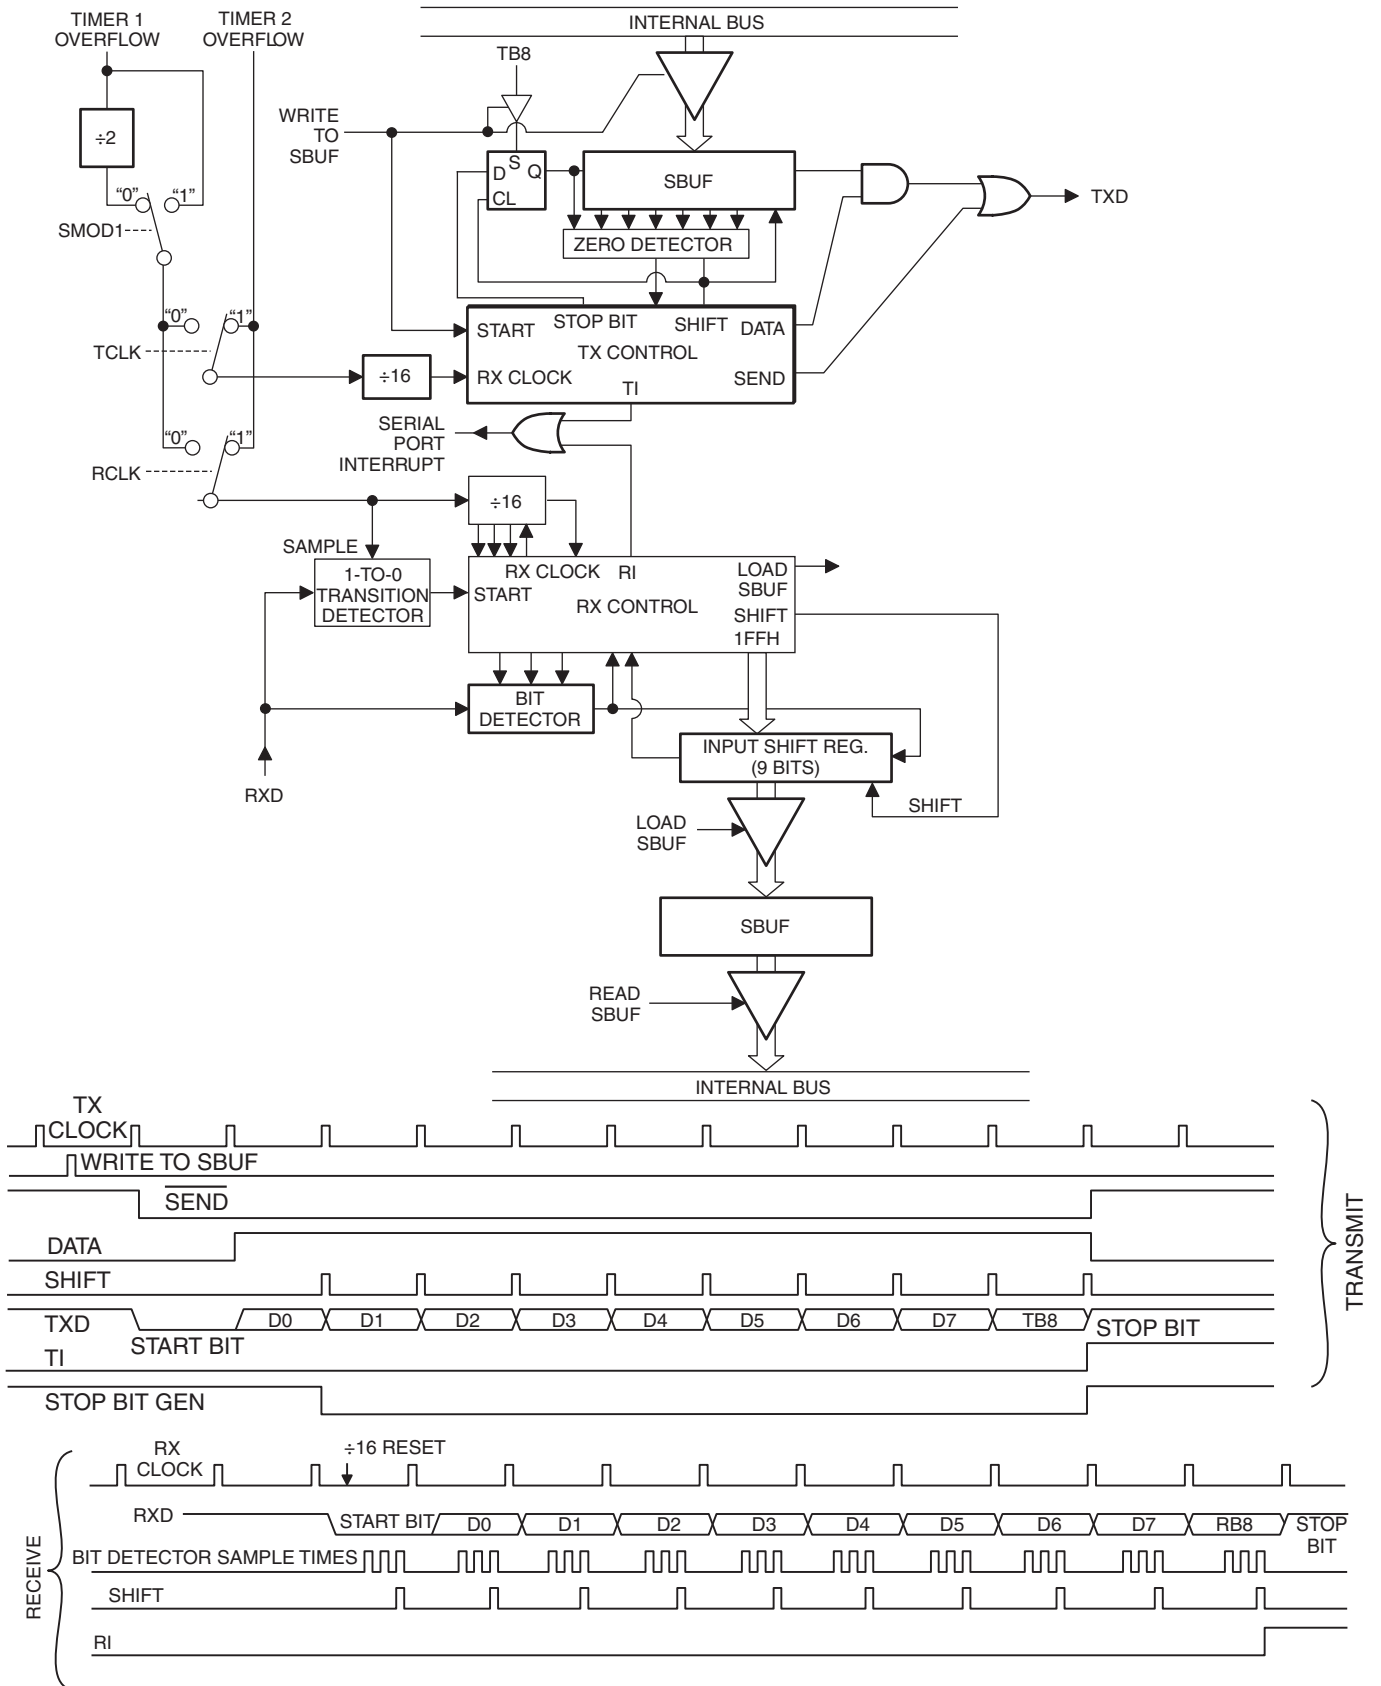 TIMER 1
OVERFLOW
TIMER 2
OVERFLOW
INTERNAL BUS
TB8
WRITE
TO
SBUF
÷2
"0"
"1"
SMOD1
D
S
Q
CL
SBUF
ZERO DETECTOR
TXD
"0"
"1"
TCLK
÷16
START
STOP BIT
SHIFT
DATA
TX CONTROL
RX CLOCK
SEND
TI
SERIAL
PORT
INTERRUPT
"0"
"1"
RCLK
÷16
SAMPLE
1-TO-0
TRANSITION
DETECTOR
RX CLOCK
RI
LOAD
SBUF
START
RX CONTROL
SHIFT
1FFH
BIT
DETECTOR
INPUT SHIFT REG.
(9 BITS)
RXD
SHIFT
LOAD
SBUF
SBUF
READ
SBUF
INTERNAL BUS
TX
CLOCK
WRITE TO SBUF
SEND
DATA
SHIFT
TXD
START BIT
D0
D1
D2
D3
D4
D5
D6
D7
TB8
STOP BIT
TI
STOP BIT GEN
TRANSMIT
RX
CLOCK
÷16 RESET
RXD
START BIT
D0
D1
D2
D3
D4
D5
D6
D7
RB8
STOP
BIT
BIT DETECTOR SAMPLE TIMES
SHIFT
RI
RECEIVE